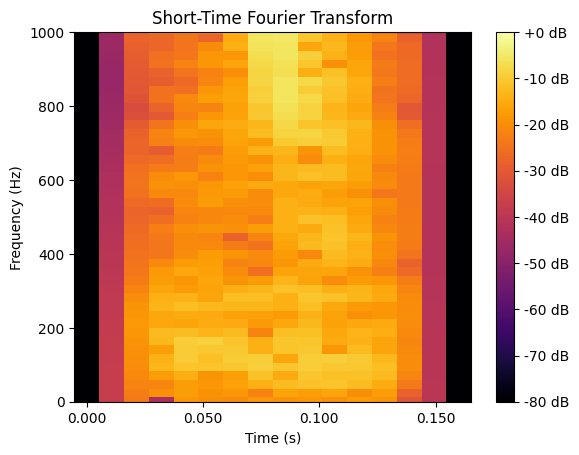 Short-Time Fourier Transform
1000
800
600
400
200
0
Frequency (Hz)
0.000
0.050
0.100
0.150
Time (s)
+0 dB
-10 dB
-20 dB
-30 dB
-40 dB
-50 dB
-60 dB
-70 dB
-80 dB